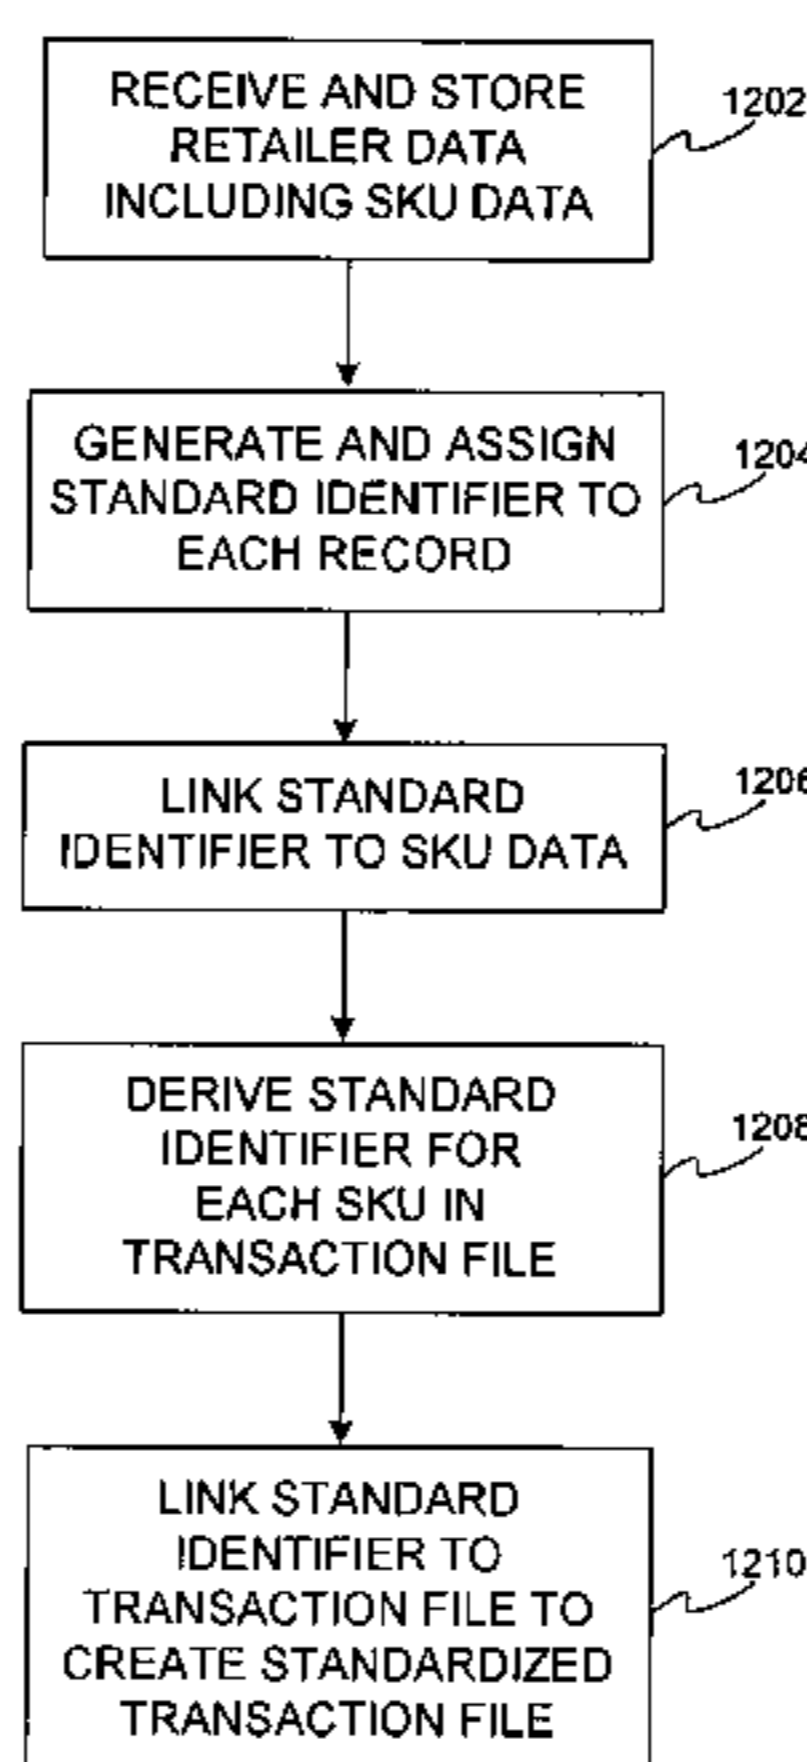 RECEIVE AND STORE
RETAILER DATA
INCLUDING SKU DATA
1202
GENERATE AND ASSIGN
STANDARD IDENTIFIER TO
EACH RECORD
1204
LINK STANDARD
IDENTIFIER TO SKU DATA
1206
DERIVE STANDARD
IDENTIFIER FOR
EACH SKU IN
TRANSACTION FILE
1208
LINK STANDARD
IDENTIFIER TO
TRANSACTION FILE TO
CREATE STANDARDIZED
TRANSACTION FILE
1210